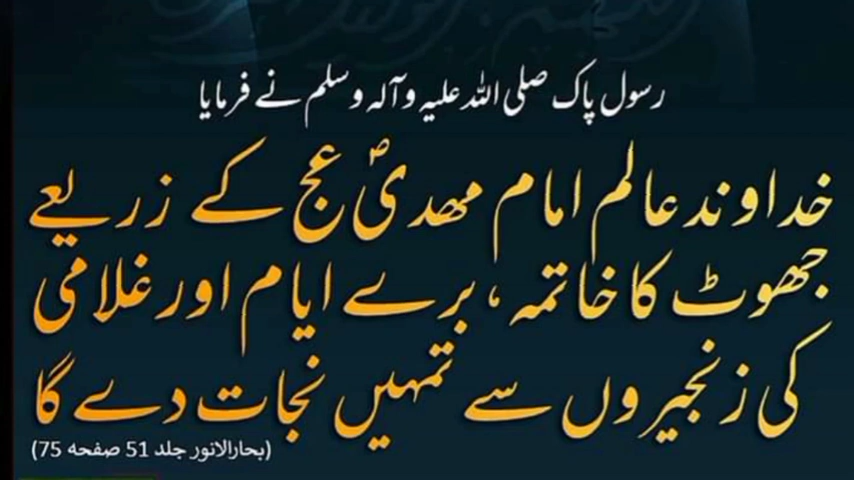 رسول پاک صلی اللہ علیہ وآلہ وسلم نے فرمایا
خداوند عالم امام مھدیؑ عج کے زریعے
جھوٹ کا خاتمہ، برے ایام اور غلامی
کی زنجیروں سے تمہیں نجات دے گا
(بحارالانور جلد 51 صفحہ 75)